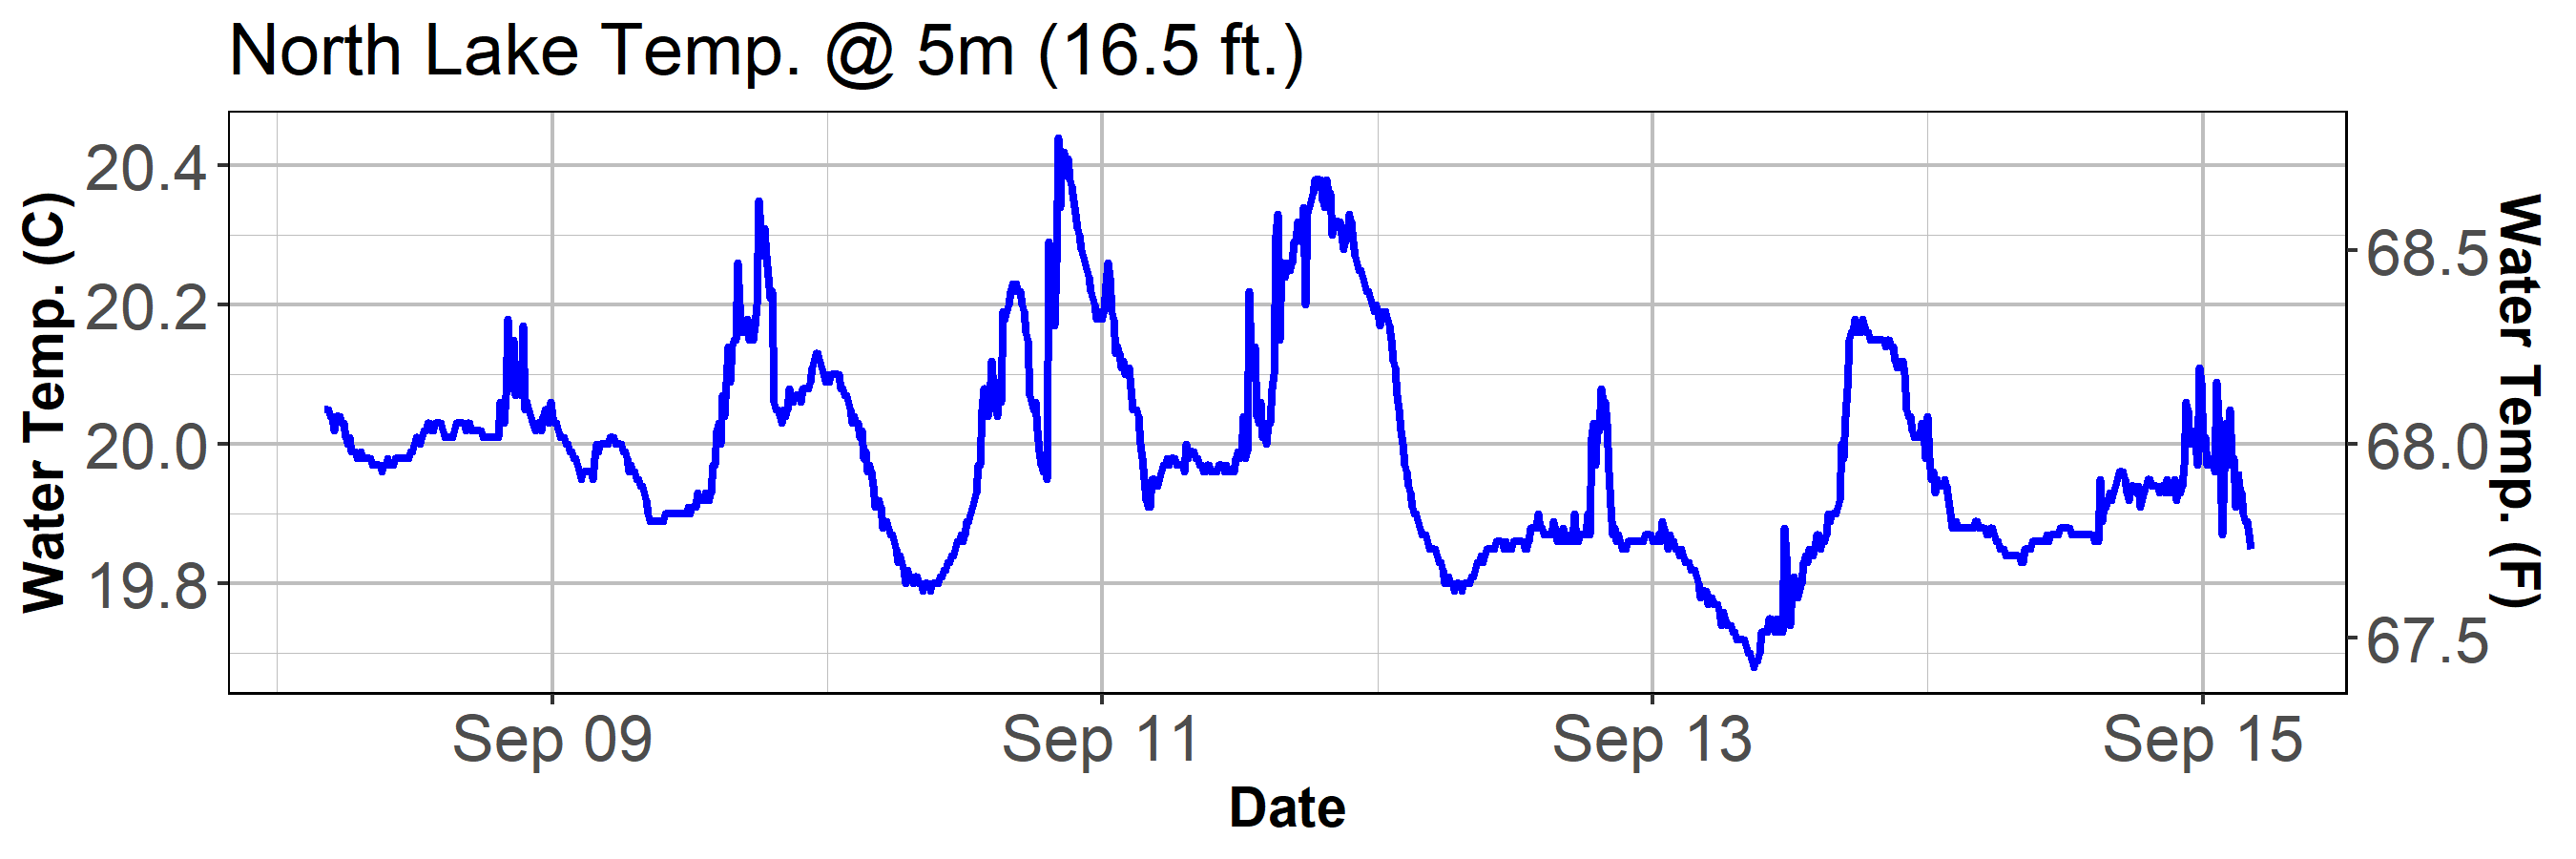 North Lake Temp. @ 5m (16.5 ft.)
Water Temp. (C)
20.4
20.2
20.0
19.8
68.5
68.0
67.5
Water Temp. (F)
Sep 09 Sep 11 Sep 13 Sep 15
Date